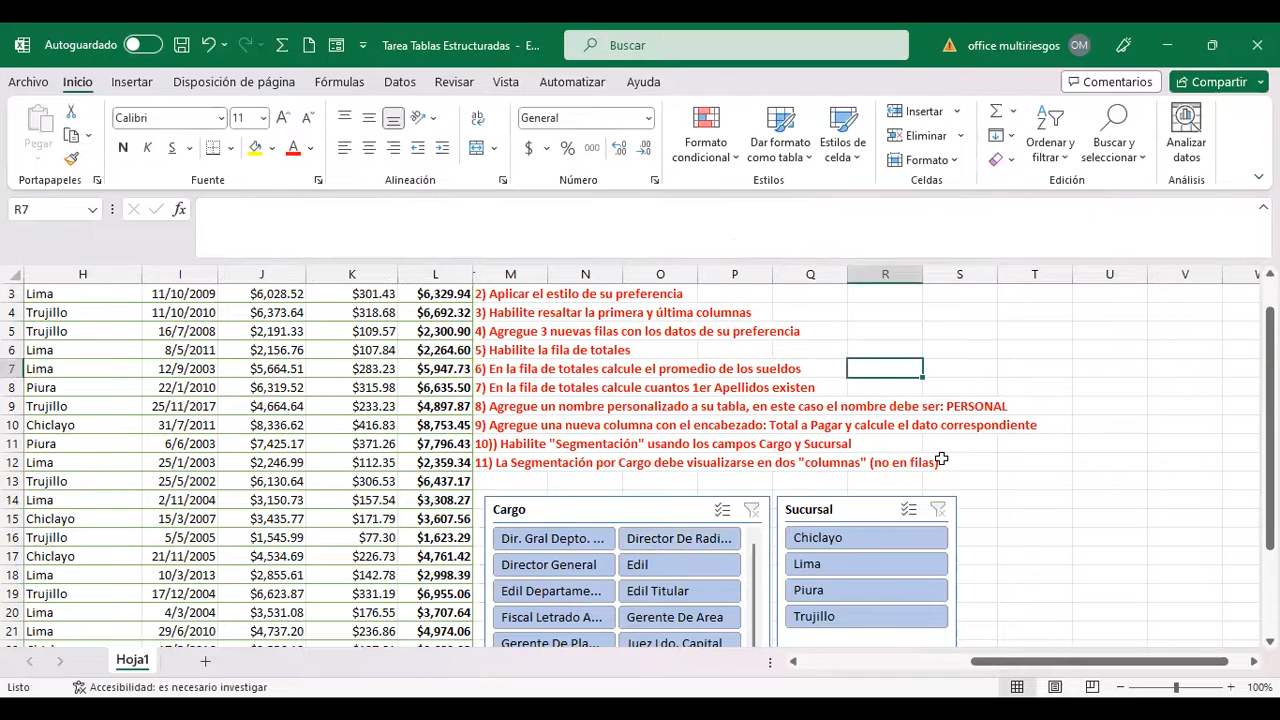 Autoguardado
Tarea Tablas Estructuradas - E...
Buscar
office multiriesgos OM
Archivo Inicio Insertar Disposición de página Fórmulas Datos Revisar Vista Automatizar Ayuda
Comentarios Compartir
Pegar
Calibri 11
N K S
General
$ % 000
Formato condicional
Dar formato como tabla
Estilos de celda
Insertar
Eliminar
Formato
Ordenar y filtrar
Buscar y seleccionar
Analizar datos
Portapapeles Fuente Alineación Número Estilos Celdas Edición Análisis
R7 fx
H I J K L M N O P Q R S T U V
3 Lima 11/10/2009 $6,028.52 $301.43 $6,329.94 2) Aplicar el estilo de su preferencia
4 Trujillo 11/10/2010 $6,373.64 $318.68 $6,692.32 3) Habilite resaltar la primera y última columnas
5 Trujillo 16/7/2008 $2,191.33 $109.57 $2,300.90 4) Agregue 3 nuevas filas con los datos de su preferencia
6 Lima 8/5/2011 $2,156.76 $107.84 $2,264.60 5) Habilite la fila de totales
7 Lima 12/9/2003 $5,664.51 $283.23 $5,947.73 6) En la fila de totales calcule el promedio de los sueldos
8 Piura 22/1/2010 $6,319.52 $315.98 $6,635.50 7) En la fila de totales calcule cuantos 1er Apellidos existen
9 Trujillo 25/11/2017 $4,664.64 $233.23 $4,897.87 8) Agregue un nombre personalizado a su tabla, en este caso el nombre debe ser: PERSONAL
10 Chiclayo 31/7/2011 $8,336.62 $416.83 $8,753.45 9) Agregue una nueva columna con el encabezado: Total a Pagar y calcule el dato correspondiente
11 Piura 6/6/2003 $7,425.17 $371.26 $7,796.43 10)) Habilite "Segmentación" usando los campos Cargo y Sucursal
12 Lima 25/1/2003 $2,246.99 $112.35 $2,359.34 11) La Segmentación por Cargo debe visualizarse en dos "columnas" (no en filas)
13 Trujillo 25/5/2002 $6,130.64 $306.53 $6,437.17
14 Lima 2/11/2004 $3,150.73 $157.54 $3,308.27
15 Chiclayo 15/3/2007 $3,435.77 $171.79 $3,607.56
16 Trujillo 5/5/2005 $1,545.99 $77.30 $1,623.29
17 Chiclayo 21/11/2005 $4,534.69 $226.73 $4,761.42
18 Lima 10/3/2013 $2,855.61 $142.78 $2,998.39
19 Trujillo 17/12/2004 $6,623.87 $331.19 $6,955.06
20 Lima 4/3/2004 $3,531.08 $176.55 $3,707.64
21 Lima 29/6/2010 $4,737.20 $236.86 $4,974.06
Cargo
Dir. Gral Depto. ... Director De Radi...
Director General Edil
Edil Departame... Edil Titular
Fiscal Letrado A... Gerente De Area
Gerente De Pla... Juez Ldo. Capital
Sucursal
Chiclayo
Lima
Piura
Trujillo
Hoja1
Listo Accesibilidad: es necesario investigar 100%